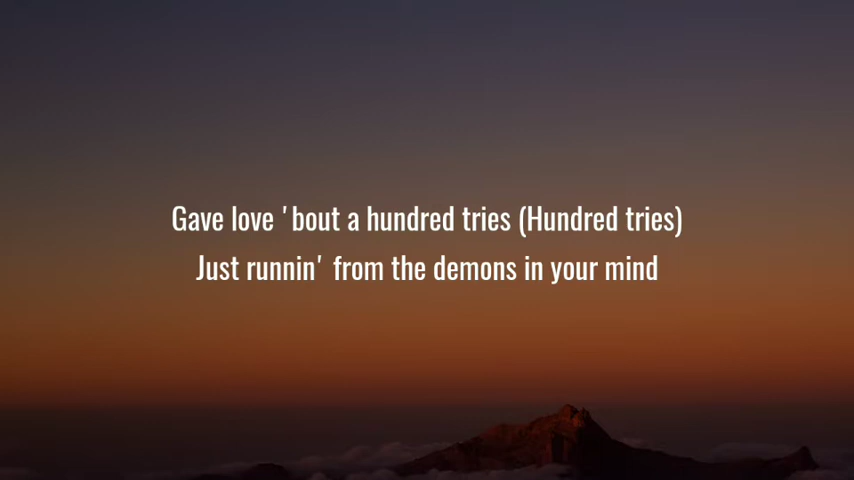 Gave love 'bout a hundred tries (Hundred tries)
Just runnin' from the demons in your mind